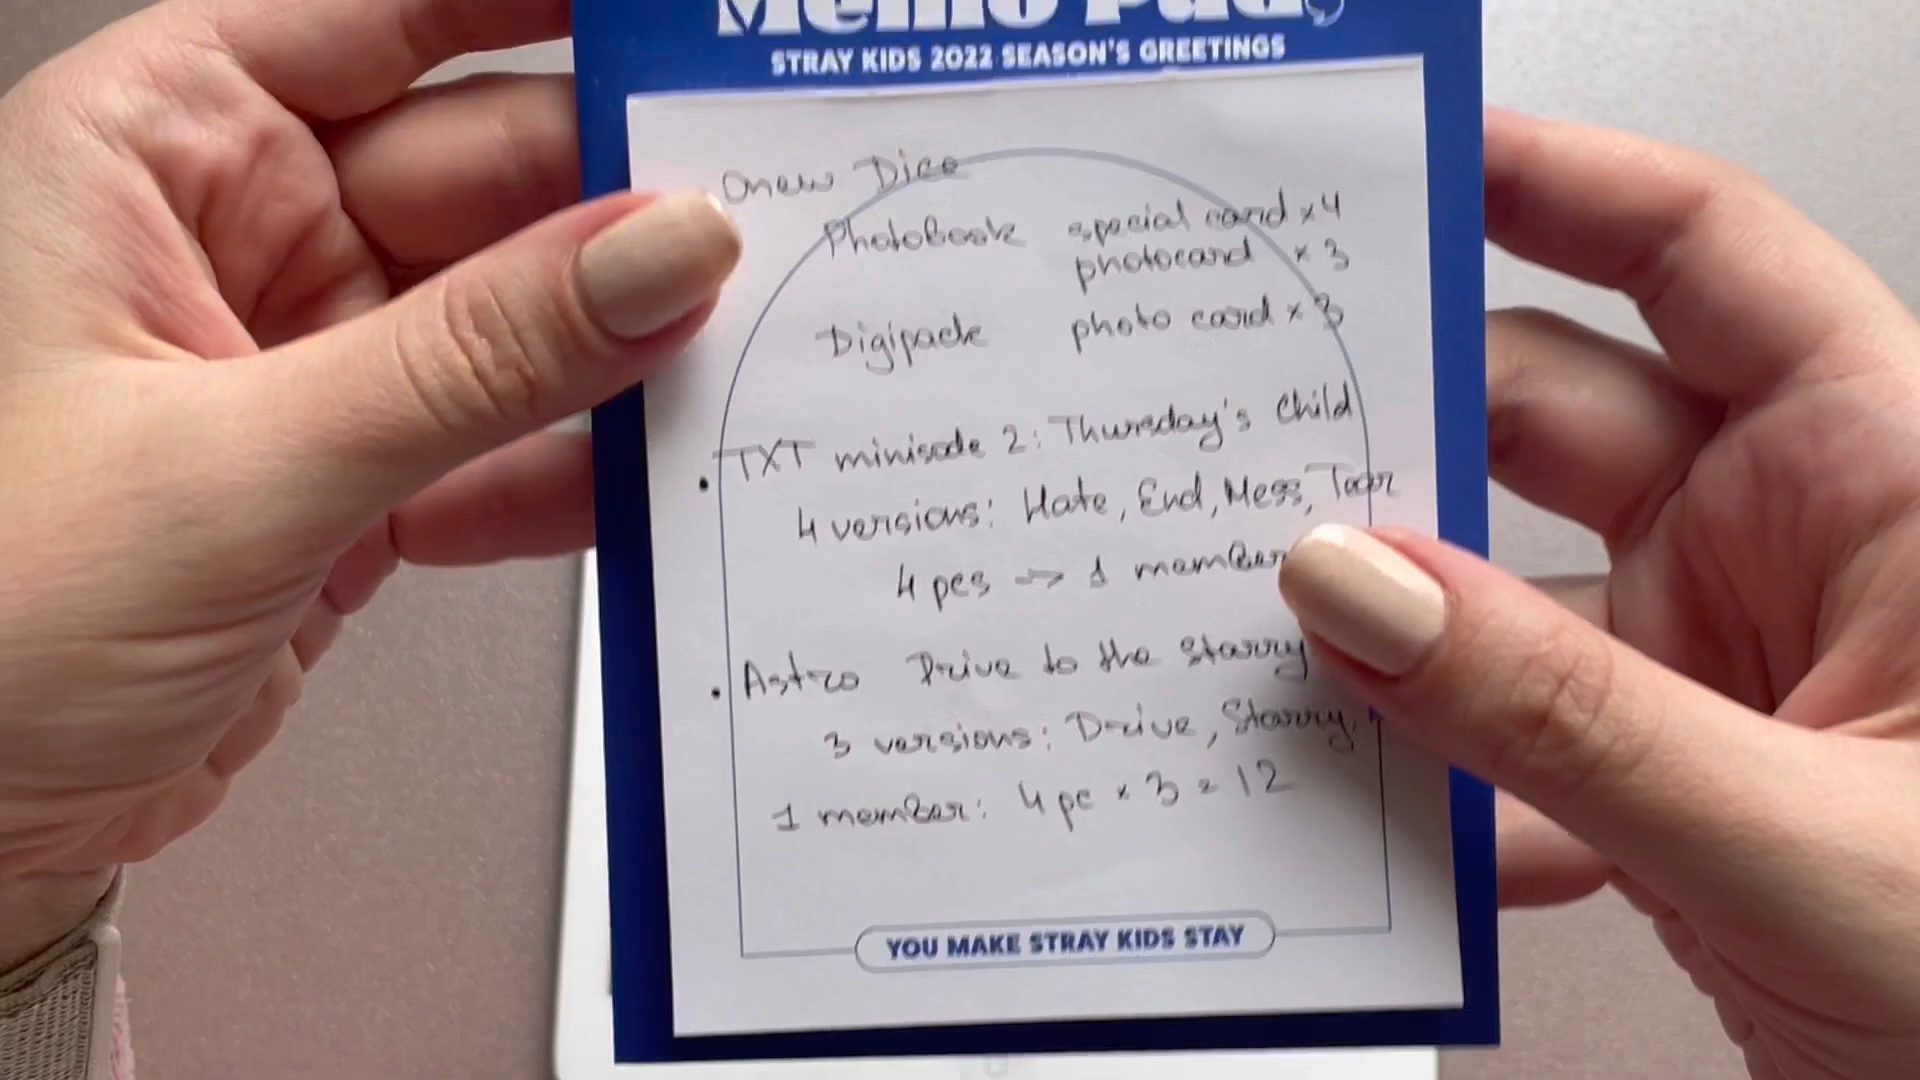 Memo Pad,
STRAY KIDS 2022 SEASON'S GREETINGS
Onew Dice
Photobook special card x 4
photocard x 3
Digipack photo card x 3
• TXT minisode 2: Thursday's Child
4 versions: Hate, End, Mess, Tear
4 pcs → 1 member
• Astro Drive to the Starry
3 versions: Drive, Starry,
1 member: 4 pc x 3 = 12
YOU MAKE STRAY KIDS STAY